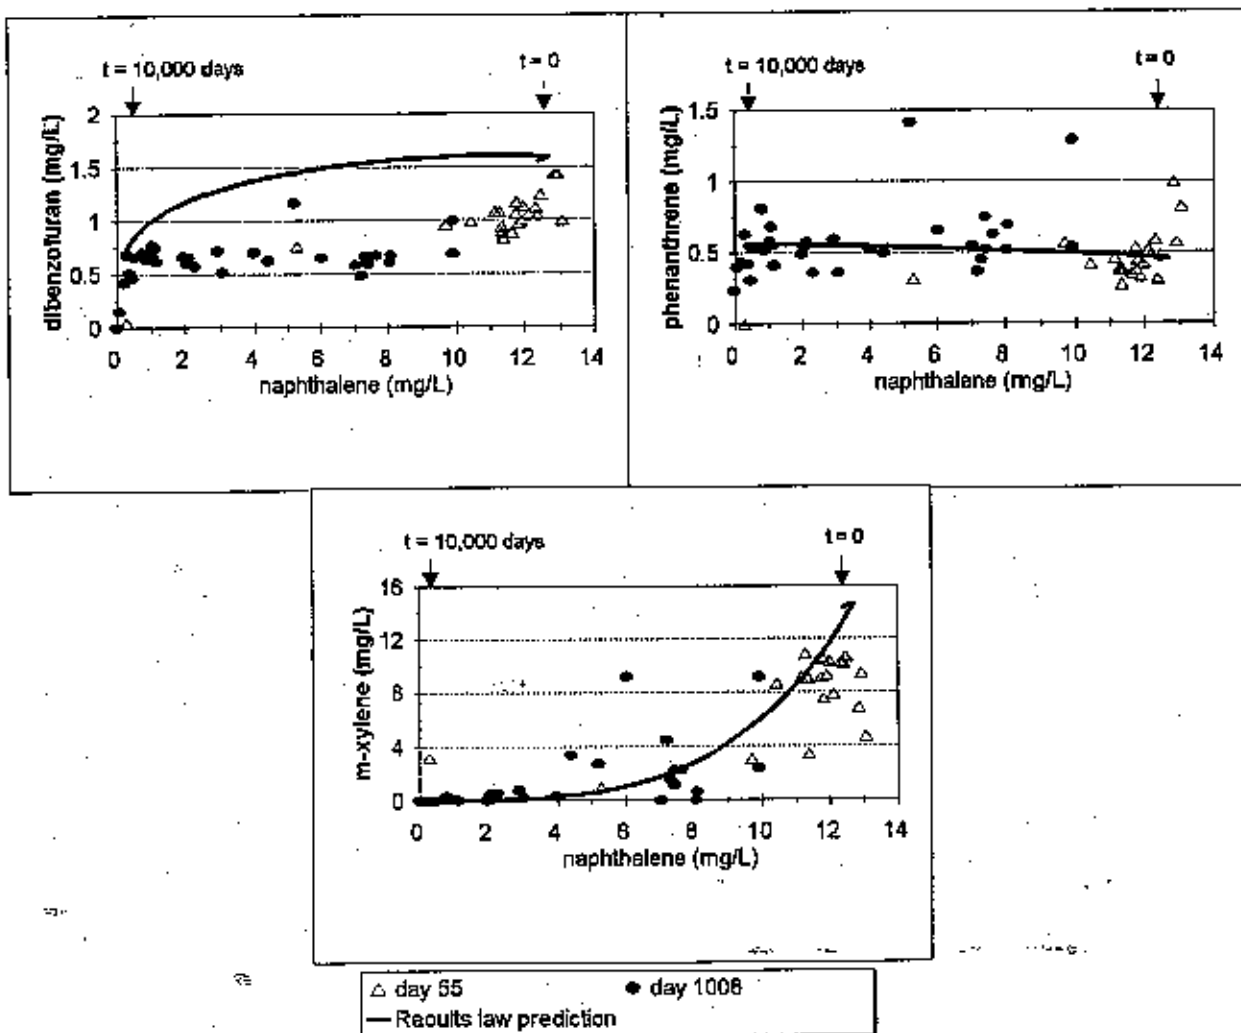 t = 10,000 days
t = 0
dibenzofuran (mg/L)
2
1.5
1
0.5
0
0 2 4 6 8 10 12 14
naphthalene (mg/L)
t = 10,000 days
t = 0
phenanthrene (mg/L)
1.5
1
0.5
0
0 2 4 6 8 10 12 14
naphthalene (mg/L)
t = 10,000 days
t = 0
m-xylene (mg/L)
16
12
8
4
0
0 2 4 6 8 10 12 14
naphthalene (mg/L)
△ day 55 ● day 1008
Raoults law prediction